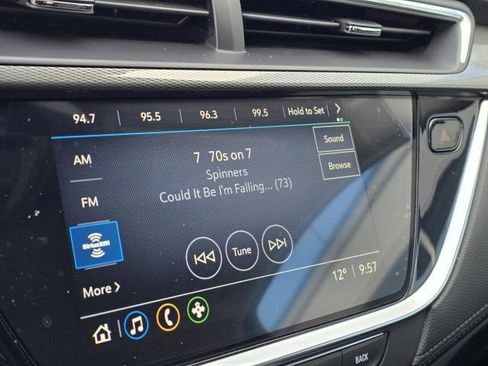 94.7 95.5 96.3 99.5 Hold to Set >
AM
7 70s on 7
Sound
Spinners
Browse
Could It Be I'm Falling... (73)
FM
SiriusXM
Tune
More >
12° 9:57
BACK